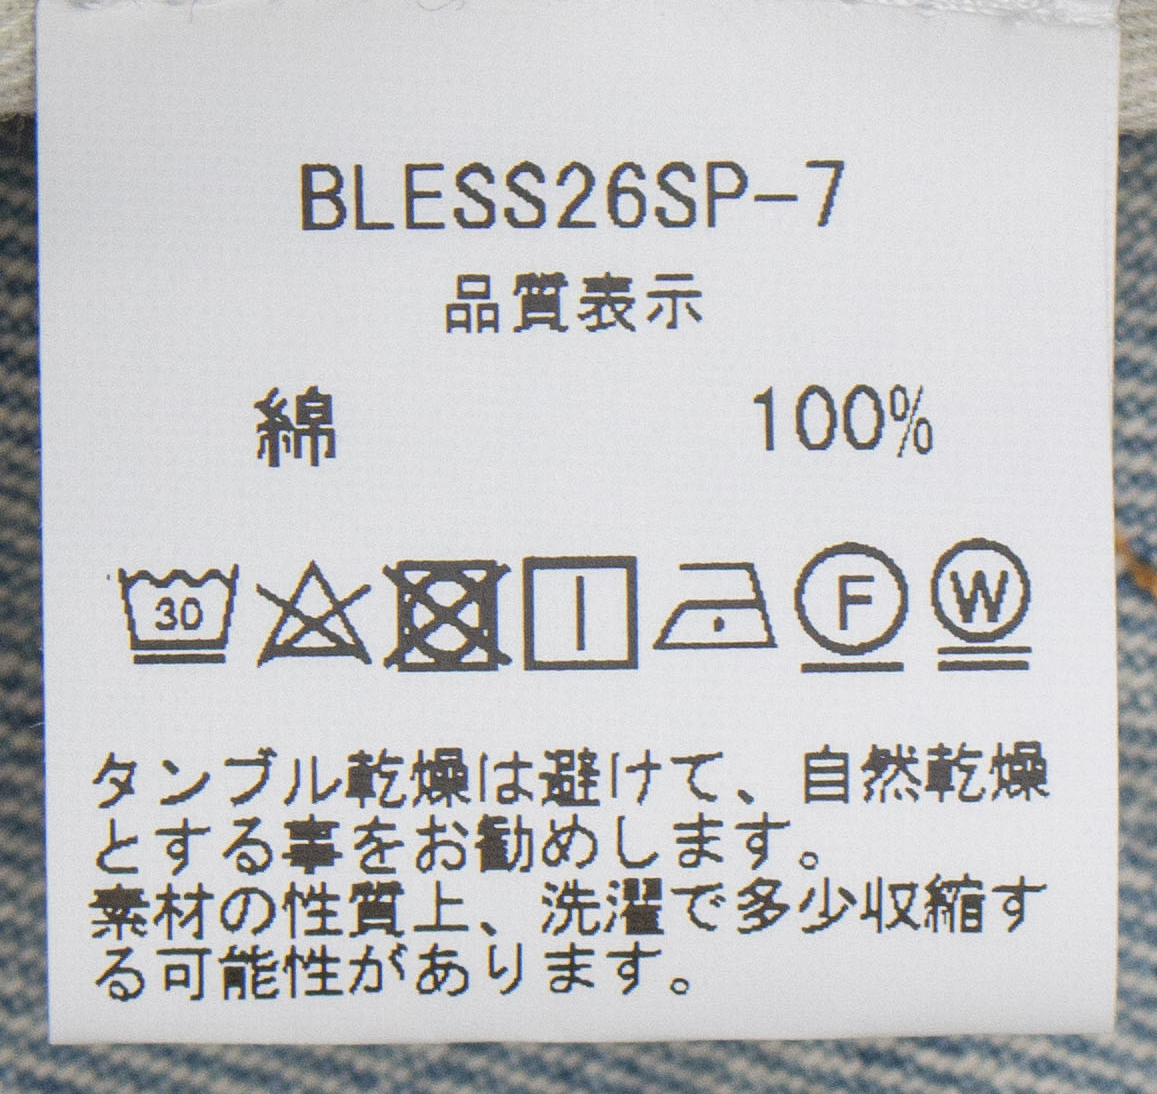 BLESS26SP-7
品質表示
綿 100%
30 F W
タンブル乾燥は避けて、自然乾燥
とする事をお勧めします。
素材の性質上、洗濯で多少収縮す
る可能性があります。